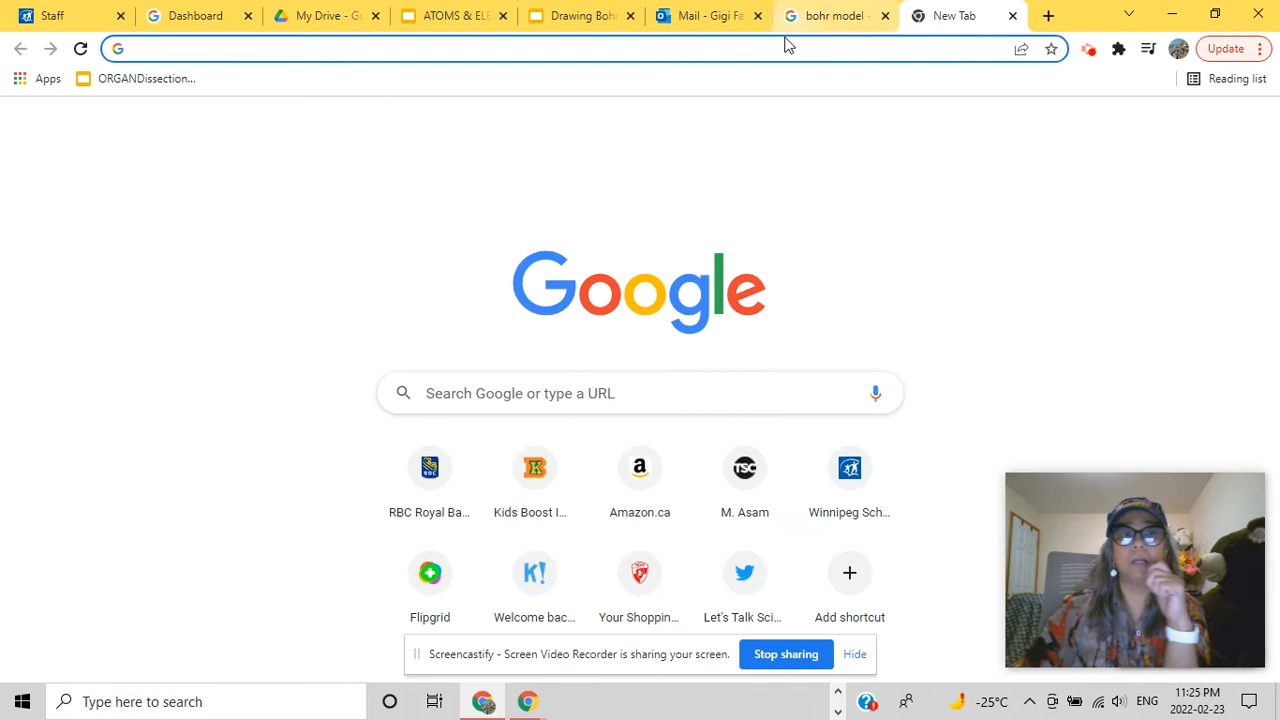 Staff
Dashboard
My Drive - Go
ATOMS & ELE
Drawing Bohr
Mail - Gigi Fa
bohr model -
New Tab
Update
Apps
ORGANDissection...
Reading list
Google
Search Google or type a URL
RBC Royal Ba...
Kids Boost I...
Amazon.ca
M. Asam
Winnipeg Sch...
Flipgrid
Welcome bac...
Your Shoppin...
Let's Talk Sci...
Add shortcut
Screencastify - Screen Video Recorder is sharing your screen.
Stop sharing
Hide
Type here to search
-25°C
ENG
11:25 PM
2022-02-23